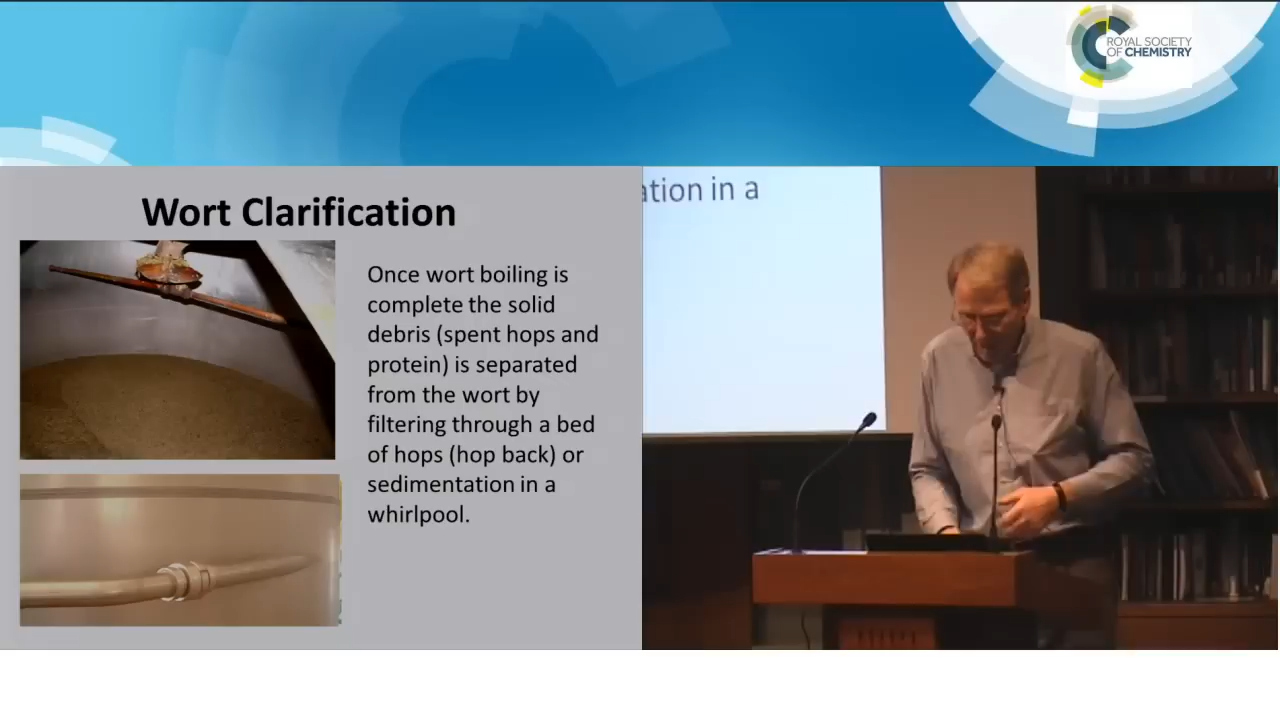 ROYAL SOCIETY
OF CHEMISTRY
Wort Clarification
Once wort boiling is
complete the solid
debris (spent hops and
protein) is separated
from the wort by
filtering through a bed
of hops (hop back) or
sedimentation in a
whirlpool.
ation in a